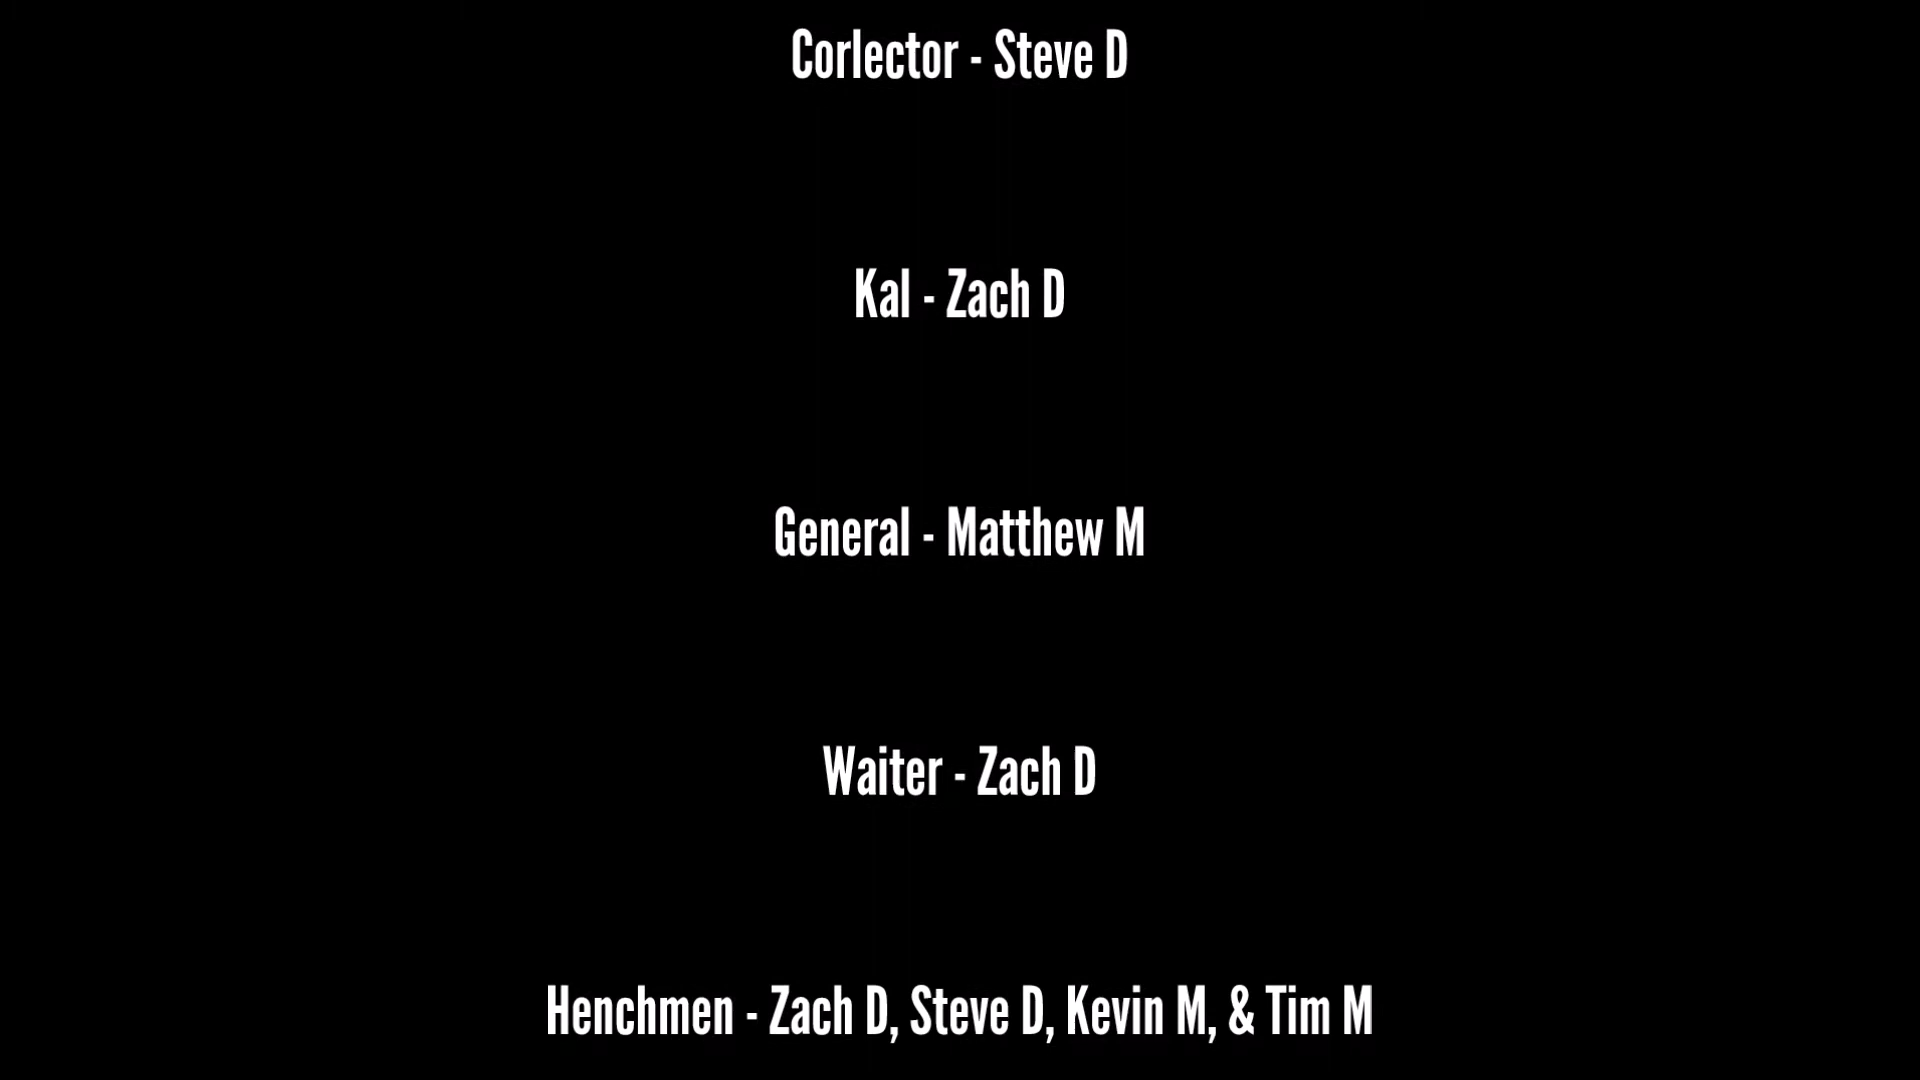 Corlector - Steve D
Kal - Zach D
General - Matthew M
Waiter - Zach D
Henchmen - Zach D, Steve D, Kevin M, & Tim M